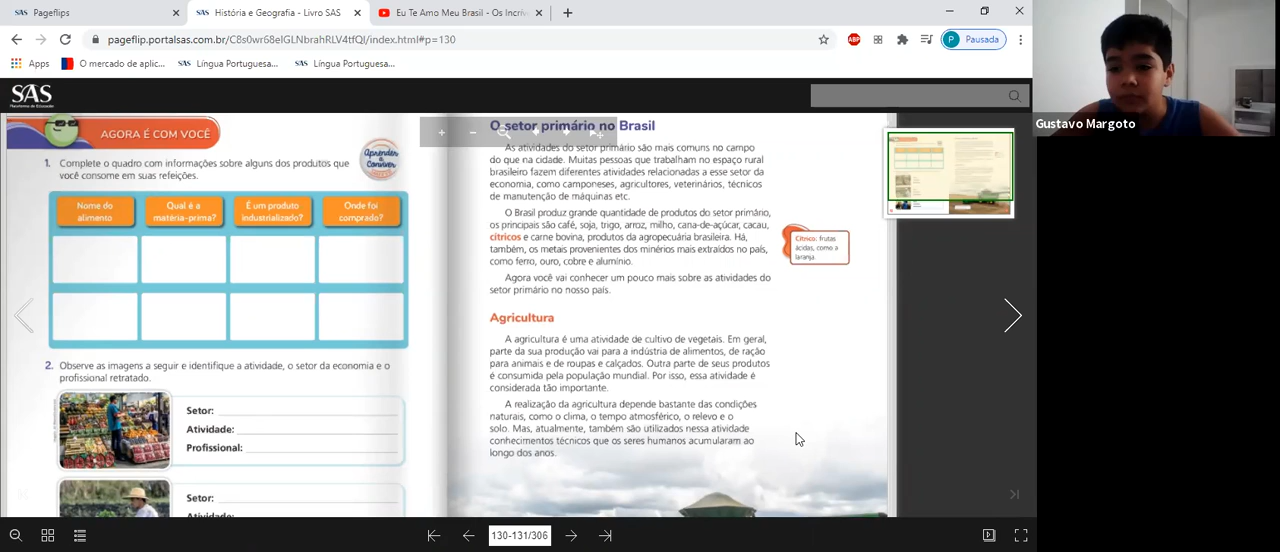 Pageflips
História e Geografia - Livro SAS
Eu Te Amo Meu Brasil - Os Incrív
pageflip.portalsas.com.br/C8s0wr68eIGLNbrahRLV4tfQI/index.html#p=130
ABP
P Pausada
Apps
O mercado de aplic...
Língua Portuguesa...
Língua Portuguesa...
SAS
Plataforma de Educação
Gustavo Margoto
AGORA É COM VOCÊ
Aprender e Conviver
1. Complete o quadro com informações sobre alguns dos produtos que
você consome em suas refeições.
Nome do alimento
Qual é a matéria-prima?
É um produto industrializado?
Onde foi comprado?
2. Observe as imagens a seguir e identifique a atividade, o setor da economia e o
profissional retratado.
Setor:
Atividade:
Profissional:
Setor:
Atividade:
O setor primário no Brasil
As atividades do setor primário são mais comuns no campo
do que na cidade. Muitas pessoas que trabalham no espaço rural
brasileiro fazem diferentes atividades relacionadas a esse setor da
economia, como camponeses, agricultores, veterinários, técnicos
de manutenção de máquinas etc.
O Brasil produz grande quantidade de produtos do setor primário,
os principais são café, soja, trigo, arroz, milho, cana-de-açúcar, cacau,
cítricos e carne bovina, produtos da agropecuária brasileira. Há,
também, os metais provenientes dos minérios mais extraídos no país,
como ferro, ouro, cobre e alumínio.
Agora você vai conhecer um pouco mais sobre as atividades do
setor primário no nosso país.
Cítrico: frutas
ácidas, como a
laranja.
Agricultura
A agricultura é uma atividade de cultivo de vegetais. Em geral,
parte da sua produção vai para a indústria de alimentos, de ração
para animais e de roupas e calçados. Outra parte de seus produtos
é consumida pela população mundial. Por isso, essa atividade é
considerada tão importante.
A realização da agricultura depende bastante das condições
naturais, como o clima, o tempo atmosférico, o relevo e o
solo. Mas, atualmente, também são utilizados nessa atividade
conhecimentos técnicos que os seres humanos acumularam ao
longo dos anos.
130-131/306